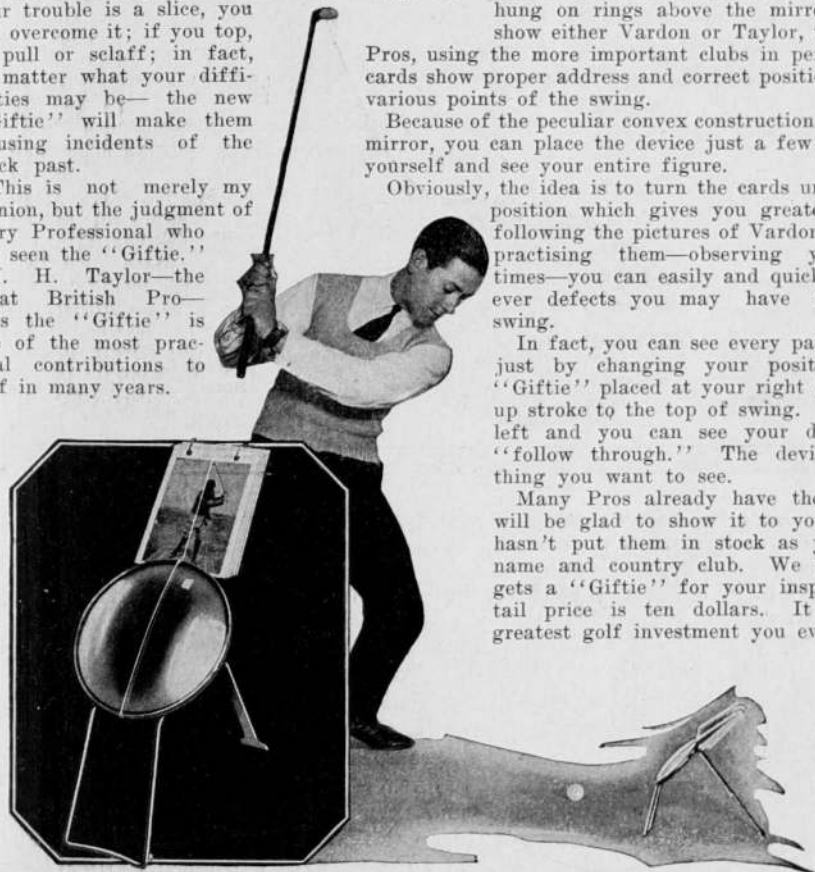 r trouble is a slice, you
overcome it; if you top,
pull or sclaff; in fact,
matter what your diffi-
ties may be— the new
iftie'' will make them
using incidents of the
ck past.
This is not merely my
nion, but the judgment of
ry Professional who
seen the ''Giftie.''
. H. Taylor—the
at British Pro—
s the ''Giftie'' is
of the most prac-
al contributions to
f in many years.
hung on rings above the mirro
show either Vardon or Taylor,
Pros, using the more important clubs in pe
cards show proper address and correct positio
various points of the swing.
Because of the peculiar convex construction
mirror, you can place the device just a few
yourself and see your entire figure.
Obviously, the idea is to turn the cards u
position which gives you greate
following the pictures of Vardon
practising them—observing y
times—you can easily and quick
ever defects you may have
swing.
In fact, you can see every pa
just by changing your posit
''Giftie'' placed at your right
up stroke to the top of swing.
left and you can see your d
''follow through.'' The devi
thing you want to see.
Many Pros already have the
will be glad to show it to yo
hasn't put them in stock as
name and country club. We
gets a ''Giftie'' for your insp
tail price is ten dollars. It
greatest golf investment you ev